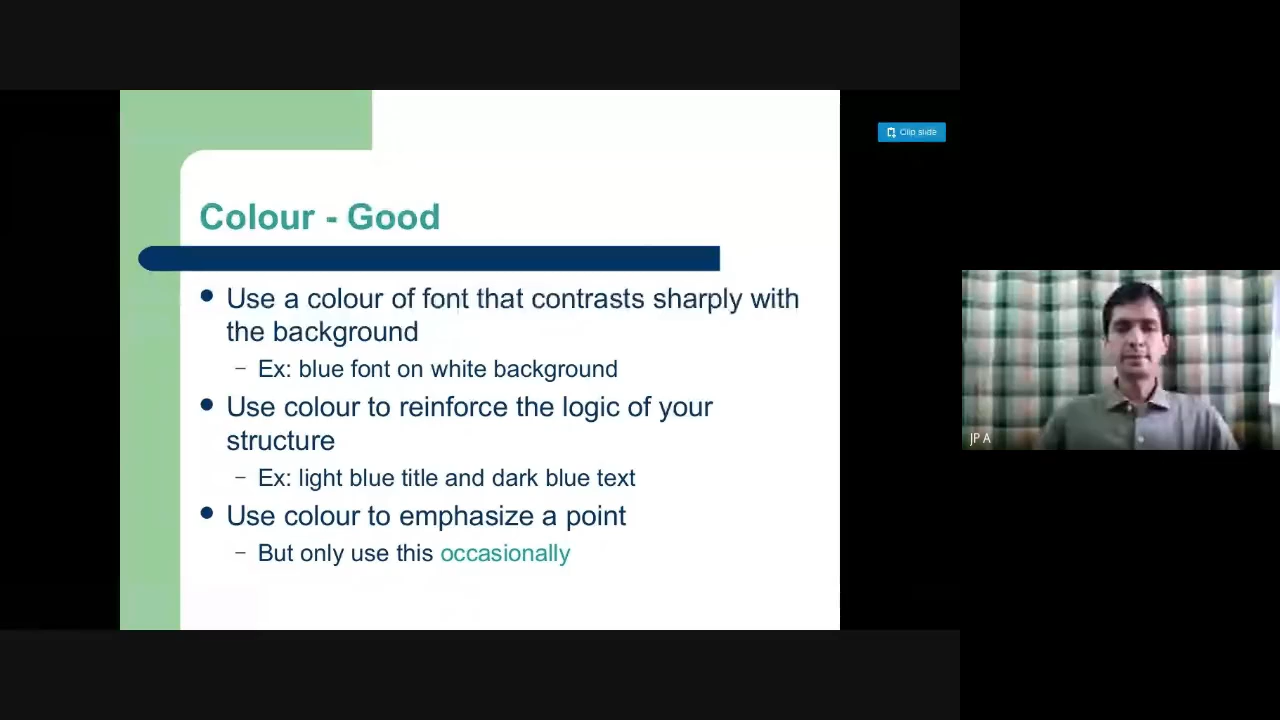 Clip slide
Colour - Good
Use a colour of font that contrasts sharply with
the background
– Ex: blue font on white background
Use colour to reinforce the logic of your
structure
– Ex: light blue title and dark blue text
Use colour to emphasize a point
– But only use this occasionally
JP A